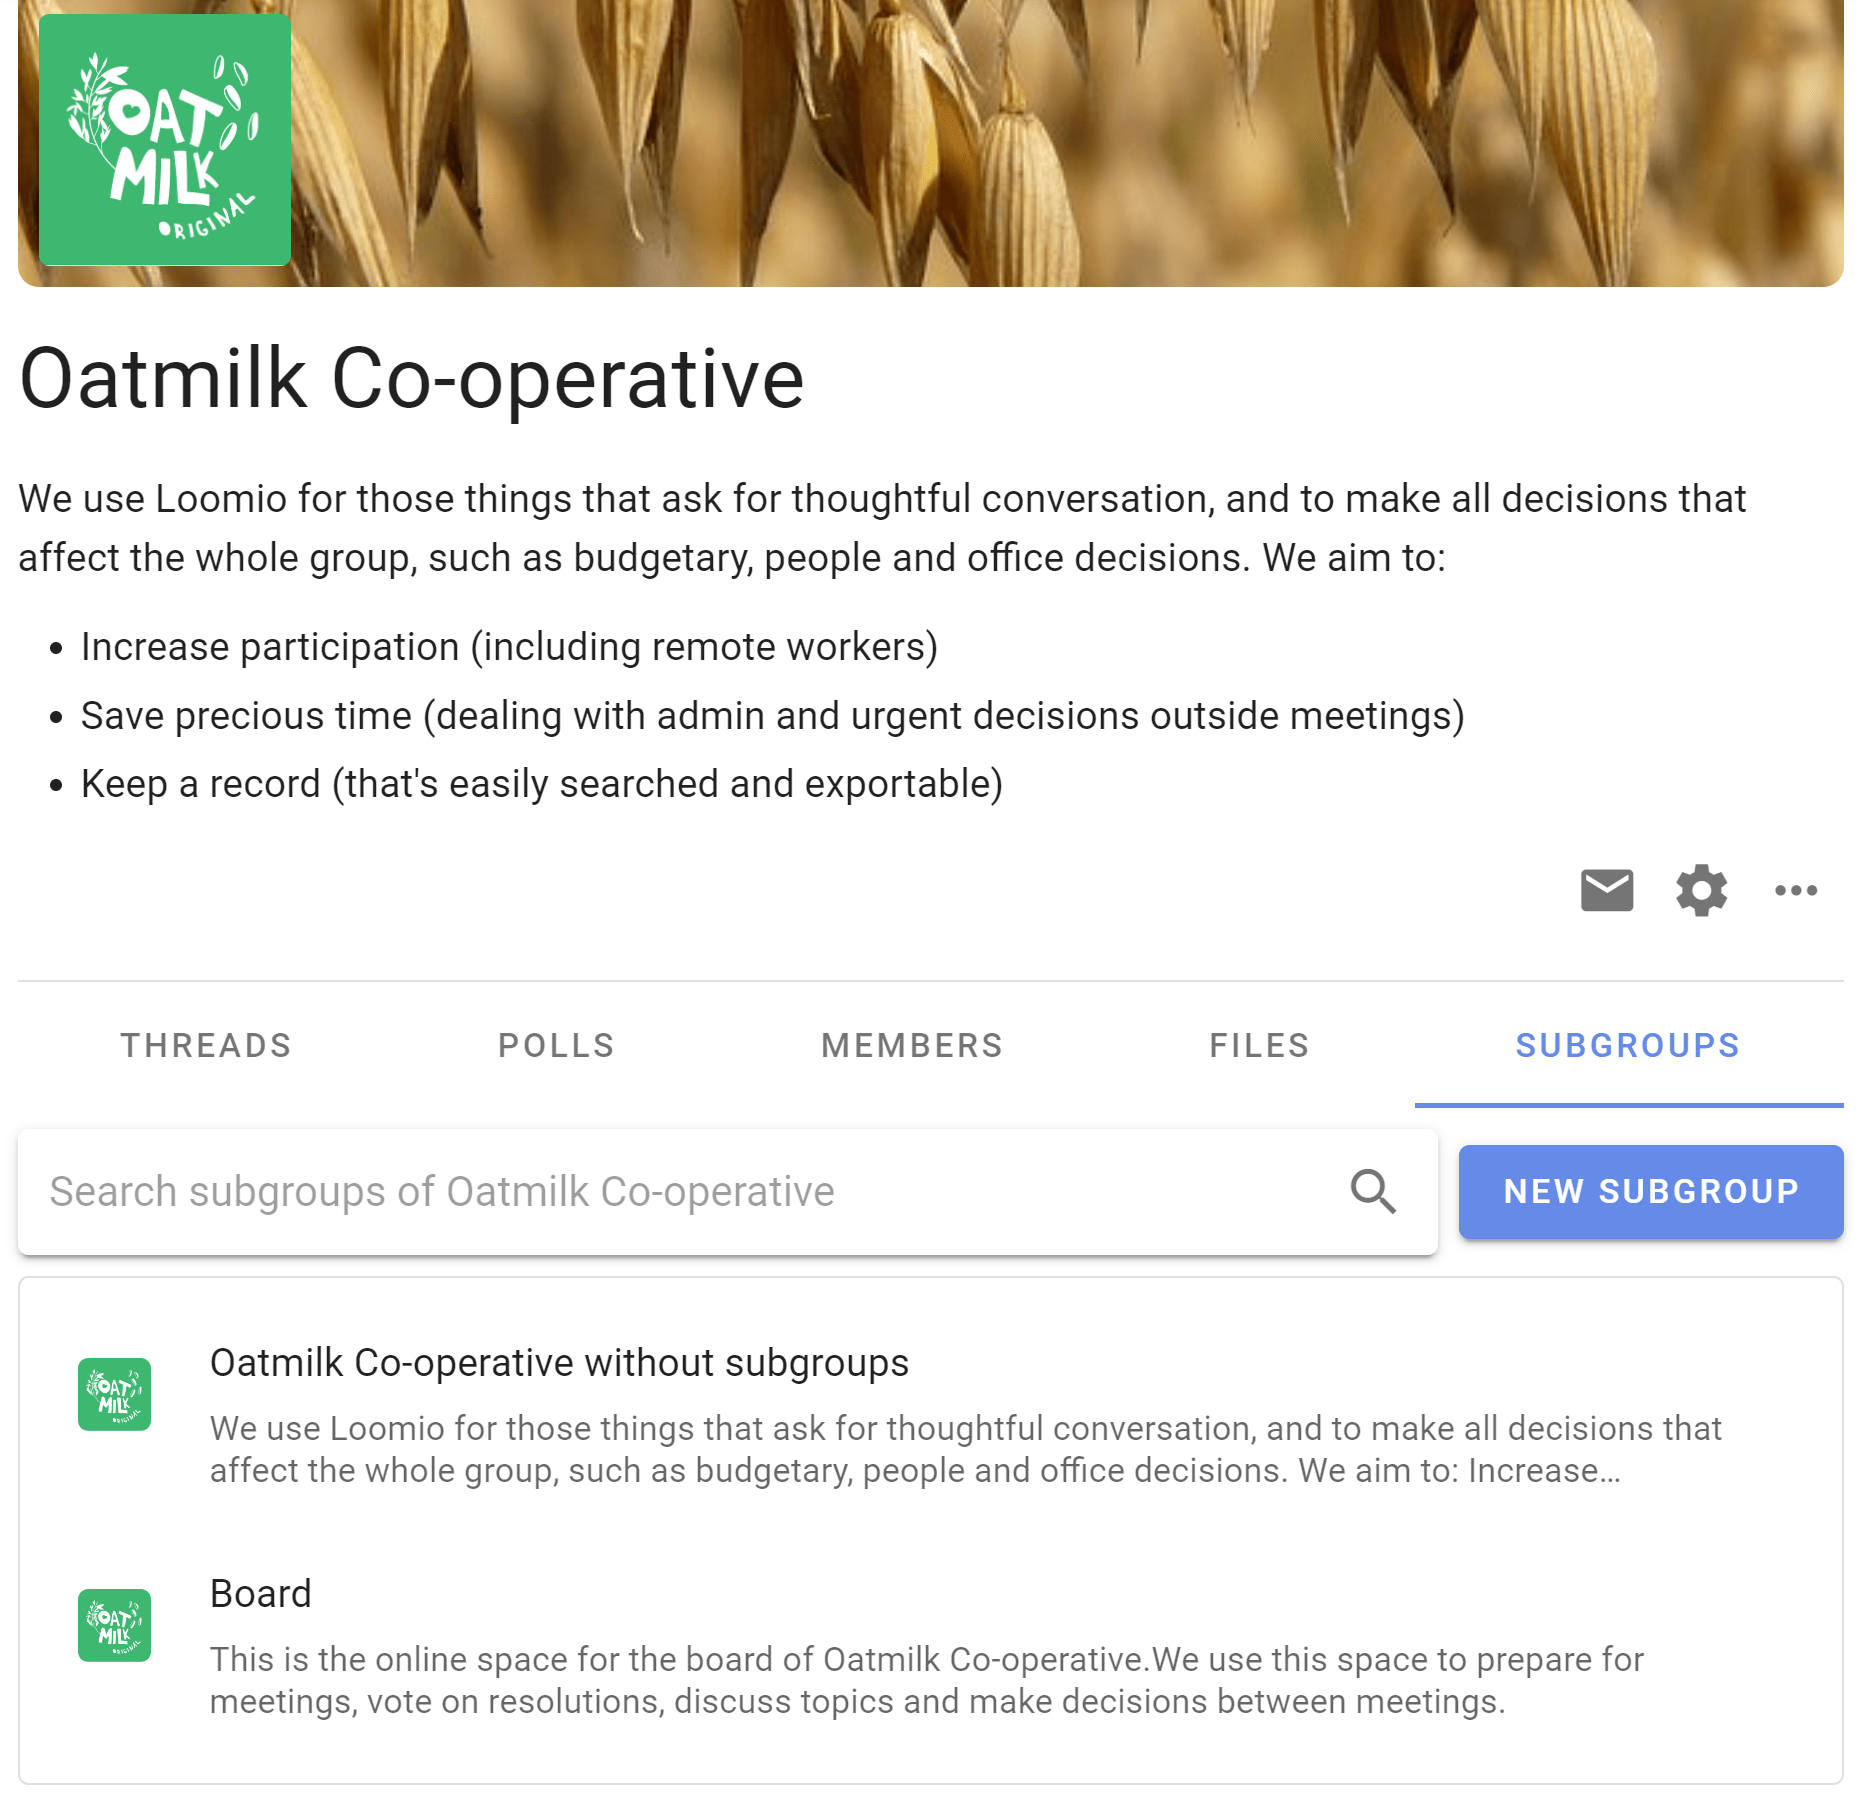 OAT
MILK
ORIGINAL
Oatmilk Co-operative
We use Loomio for those things that ask for thoughtful conversation, and to make all decisions that
affect the whole group, such as budgetary, people and office decisions. We aim to:
• Increase participation (including remote workers)
• Save precious time (dealing with admin and urgent decisions outside meetings)
• Keep a record (that's easily searched and exportable)
THREADS POLLS MEMBERS FILES SUBGROUPS
Search subgroups of Oatmilk Co-operative NEW SUBGROUP
Oatmilk Co-operative without subgroups
OAT
MILK
ORIGINAL
We use Loomio for those things that ask for thoughtful conversation, and to make all decisions that
affect the whole group, such as budgetary, people and office decisions. We aim to: Increase...
Board
OAT
MILK
ORIGINAL
This is the online space for the board of Oatmilk Co-operative.We use this space to prepare for
meetings, vote on resolutions, discuss topics and make decisions between meetings.